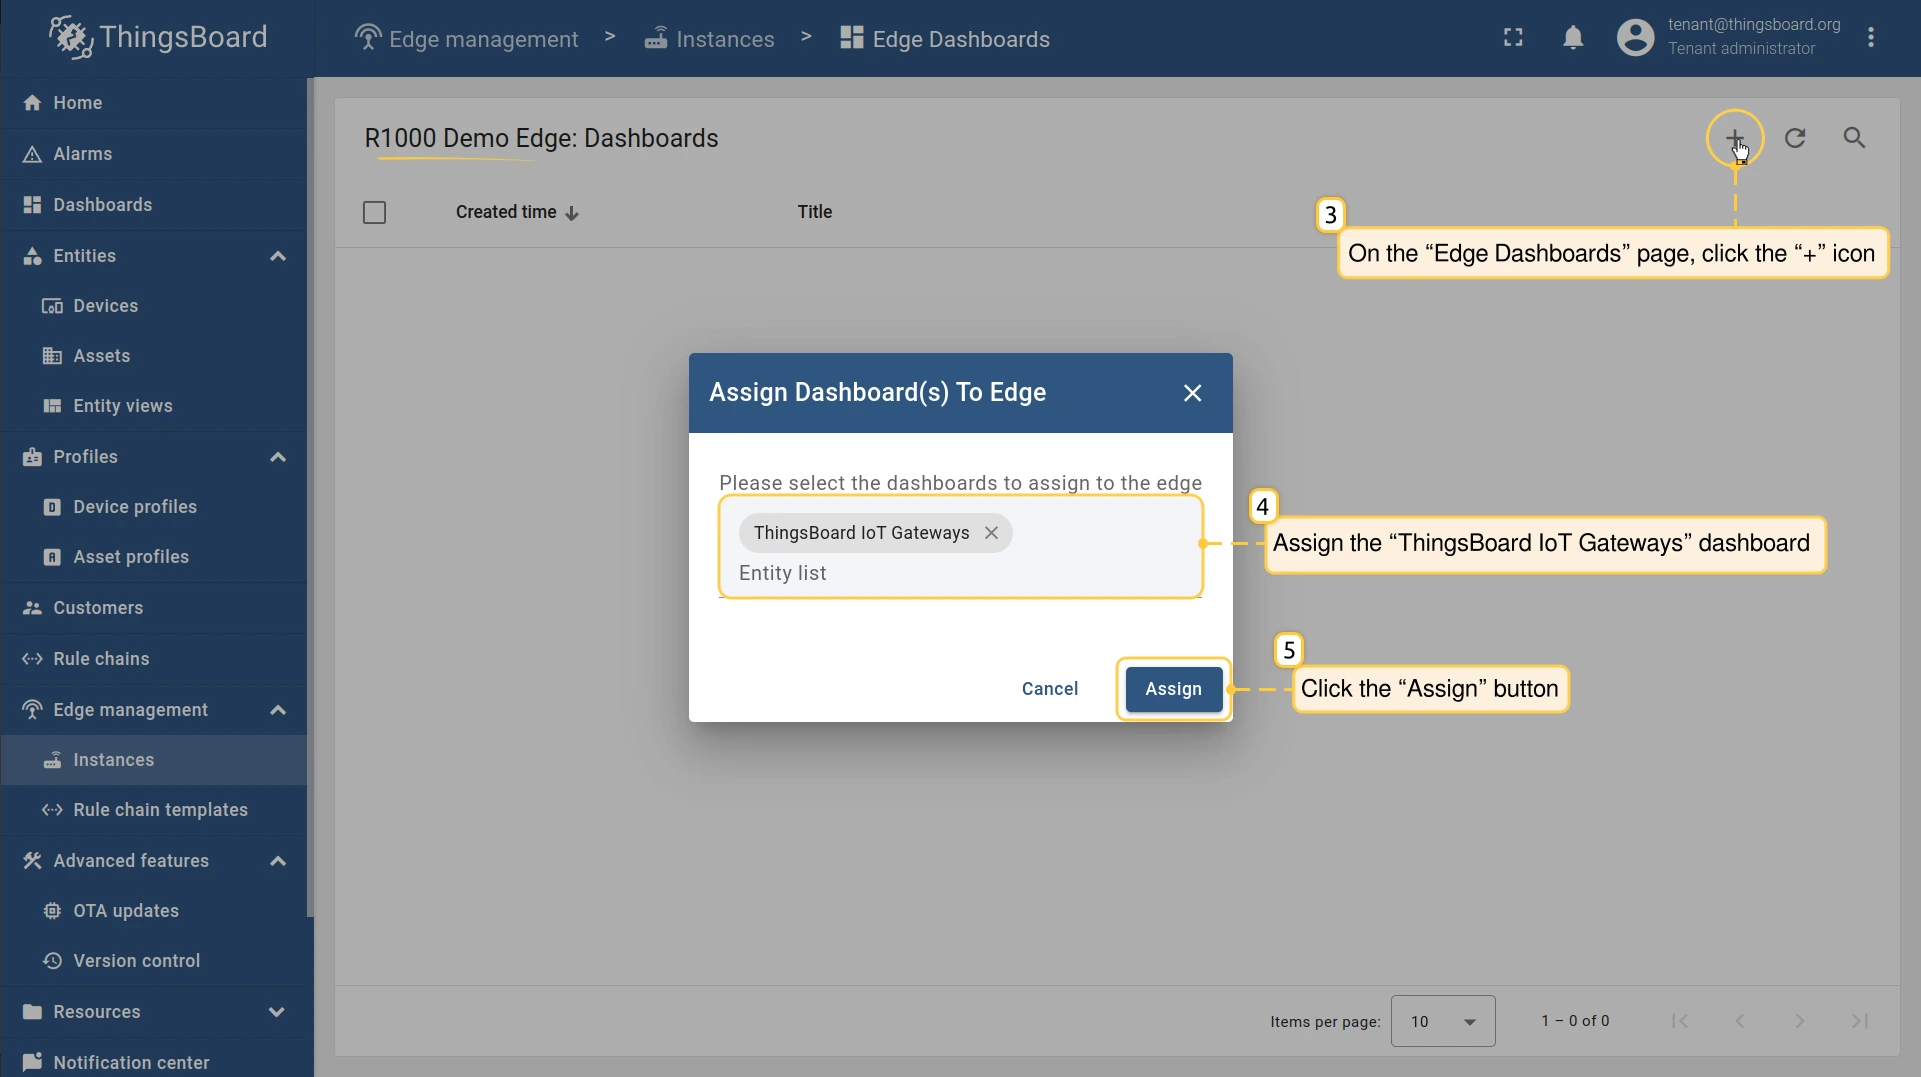 ThingsBoard
Edge management > Instances > Edge Dashboards
tenant@thingsboard.org
Tenant administrator
Home
Alarms
Dashboards
Entities
Devices
Assets
Entity views
Profiles
Device profiles
Asset profiles
Customers
Rule chains
Edge management
Instances
Rule chain templates
Advanced features
OTA updates
Version control
Resources
Notification center
R1000 Demo Edge: Dashboards
Created time Title
3
On the “Edge Dashboards” page, click the “+” icon
Assign Dashboard(s) To Edge
Please select the dashboards to assign to the edge
ThingsBoard IoT Gateways
Entity list
4
Assign the “ThingsBoard IoT Gateways” dashboard
Cancel Assign
5
Click the “Assign” button
Items per page: 10 1 – 0 of 0